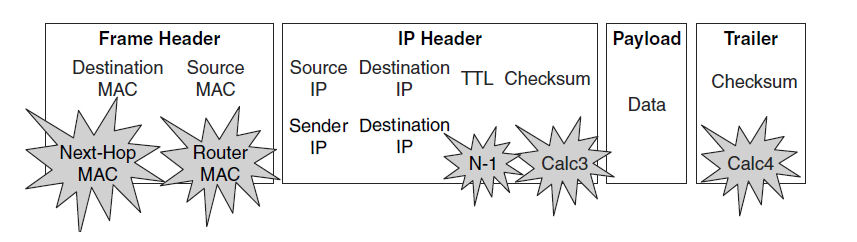 Frame Header
IP Header
Payload
Trailer
Destination MAC
Source MAC
Source IP
Destination IP
TTL
Checksum
Data
Checksum
Next-Hop MAC
Router MAC
Sender IP
Destination IP
N-1
Calc3
Calc4